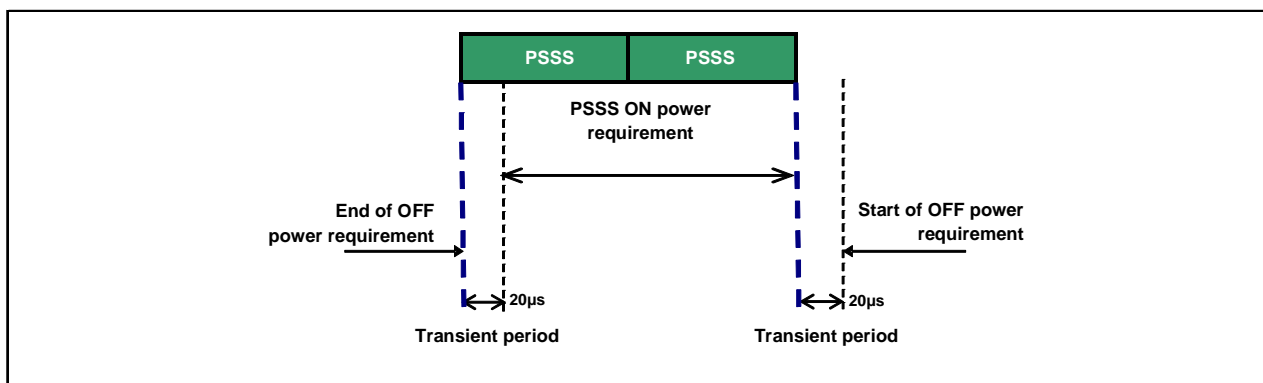 PSSS PSSS
PSSS ON power
requirement
End of OFF
power requirement
Start of OFF power
requirement
20µs
20µs
Transient period
Transient period